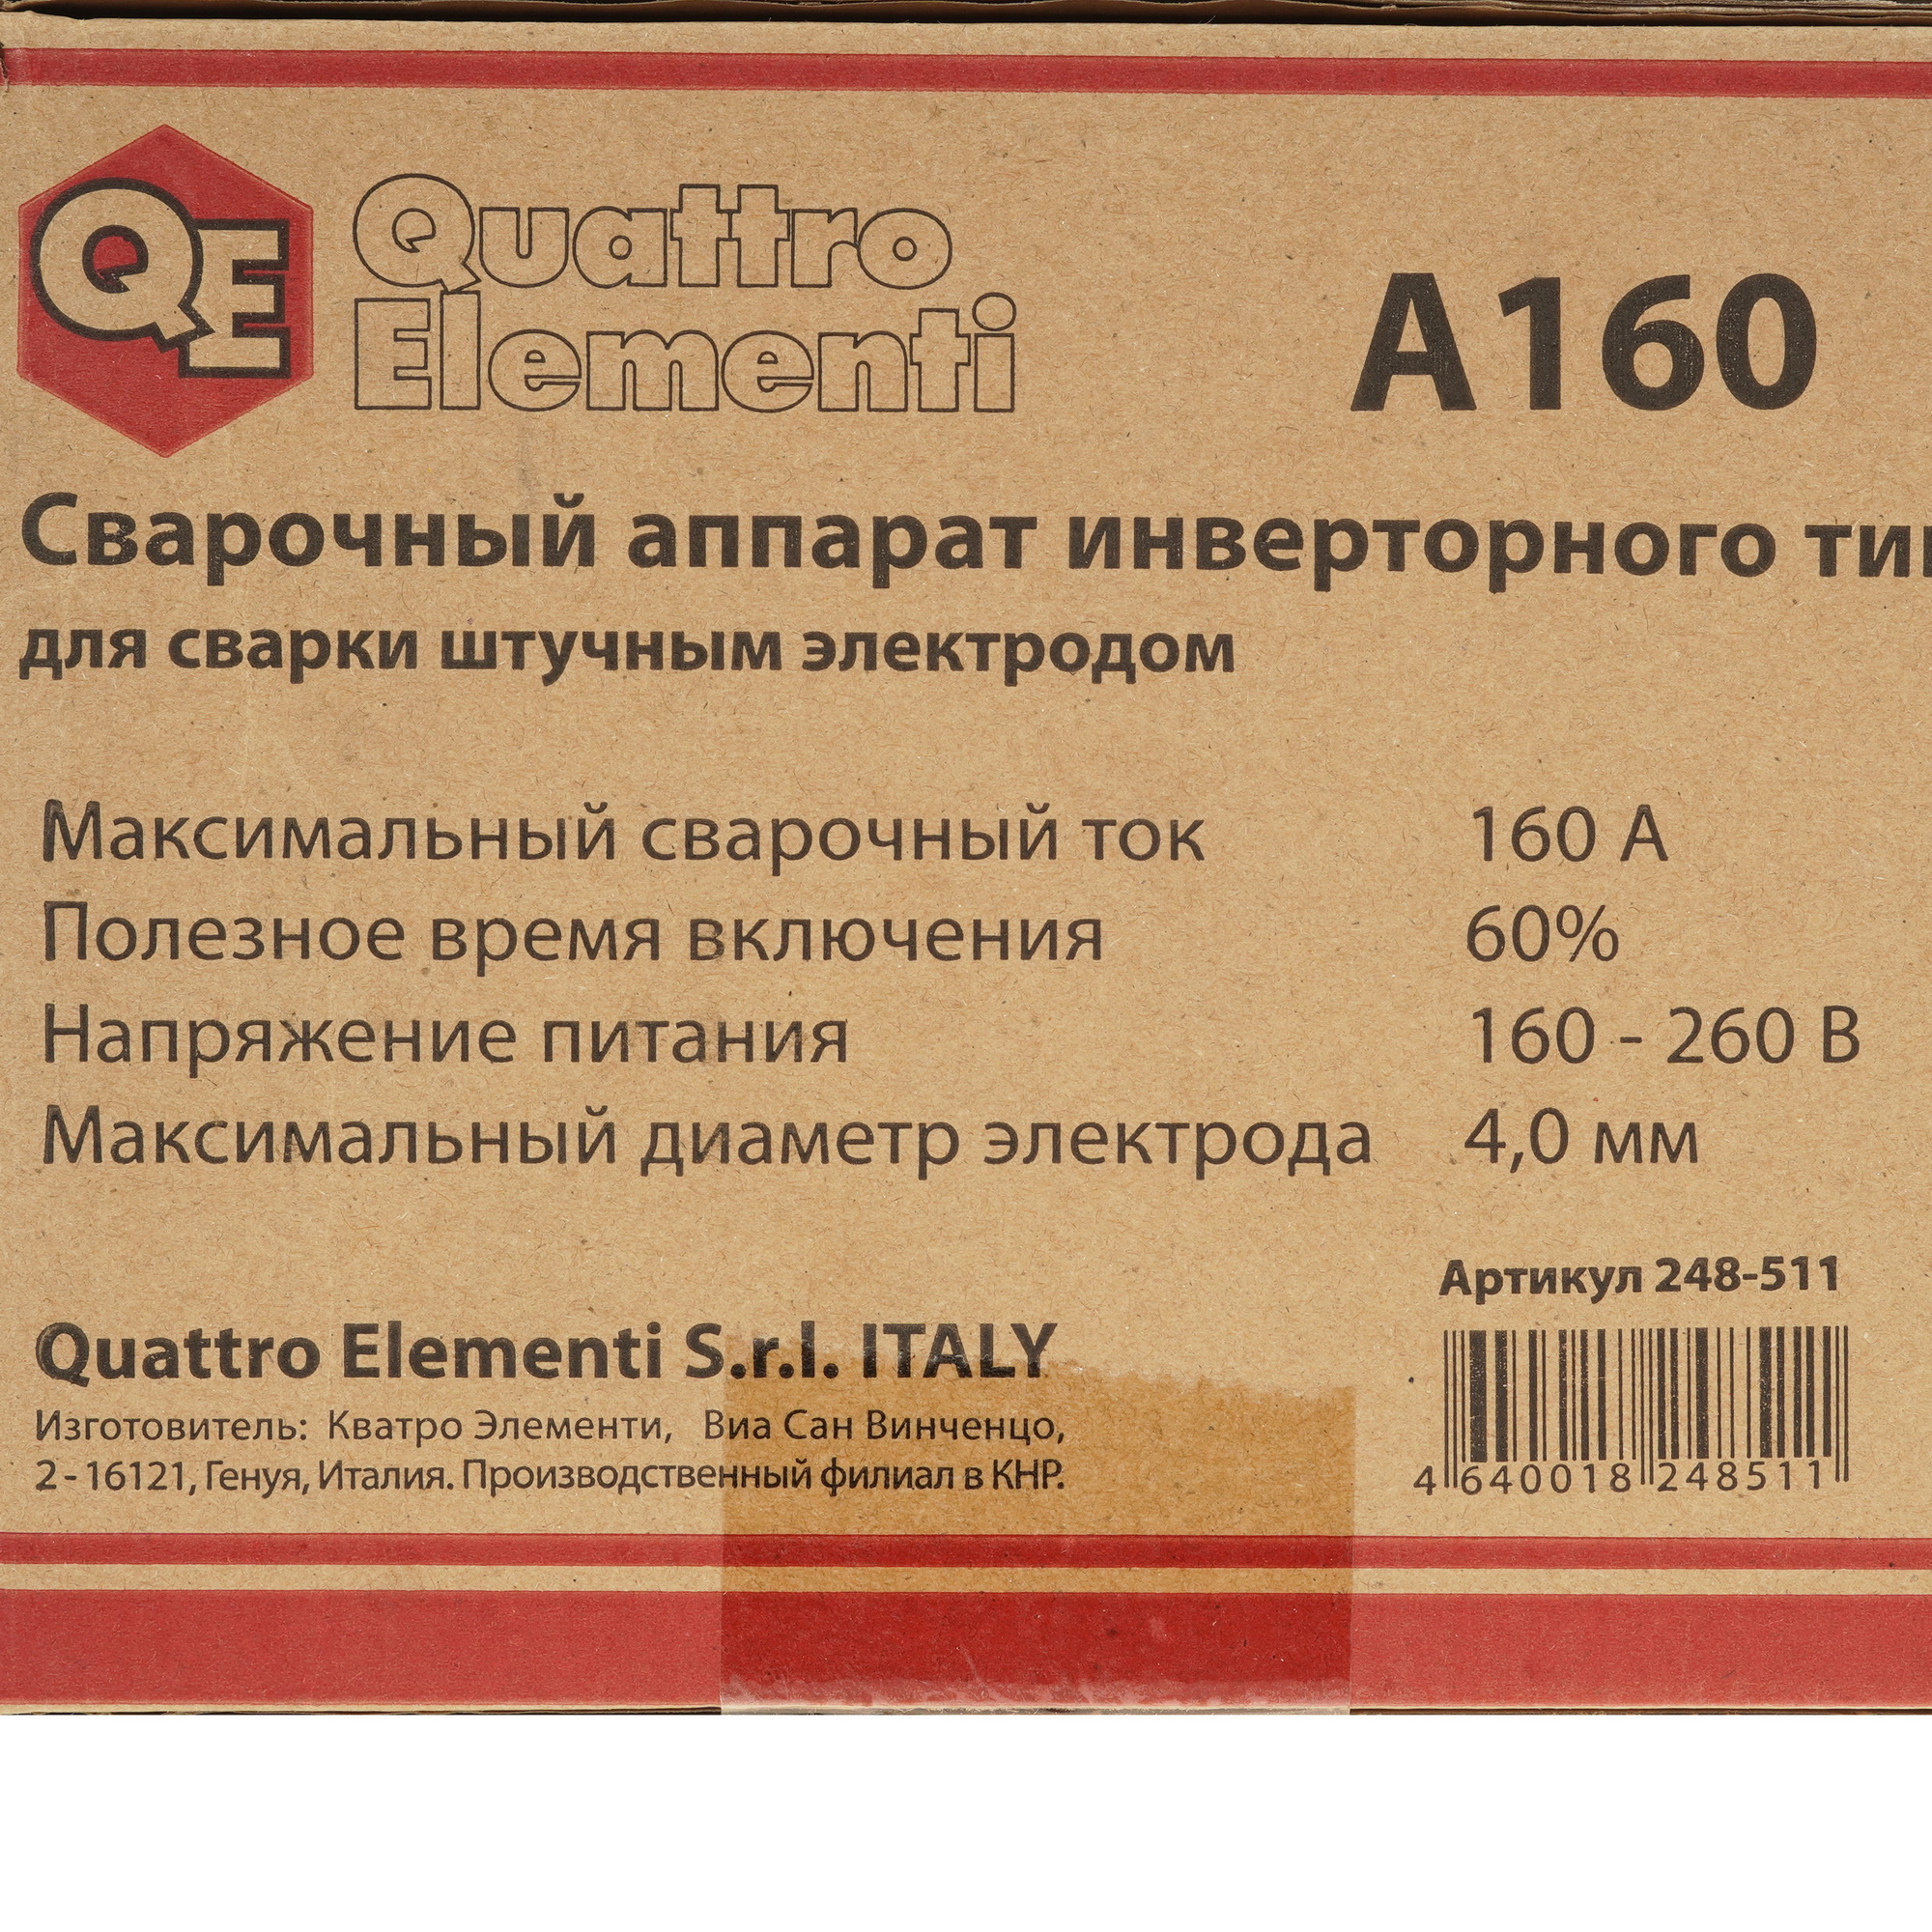 QE Quattro
Elementi
A160
Сварочный аппарат инверторного ти
для сварки штучным электродом
Максимальный сварочный ток 160 А
Полезное время включения 60%
Напряжение питания 160 - 260 В
Максимальный диаметр электрода 4,0 мм
Артикул 248-511
Quattro Elementi S.r.l. ITALY
Изготовитель: Кватро Элементи, Виа Сан Винченцо,
2 - 16121, Генуя, Италия. Производственный филиал в КНР.
4 640018 248511